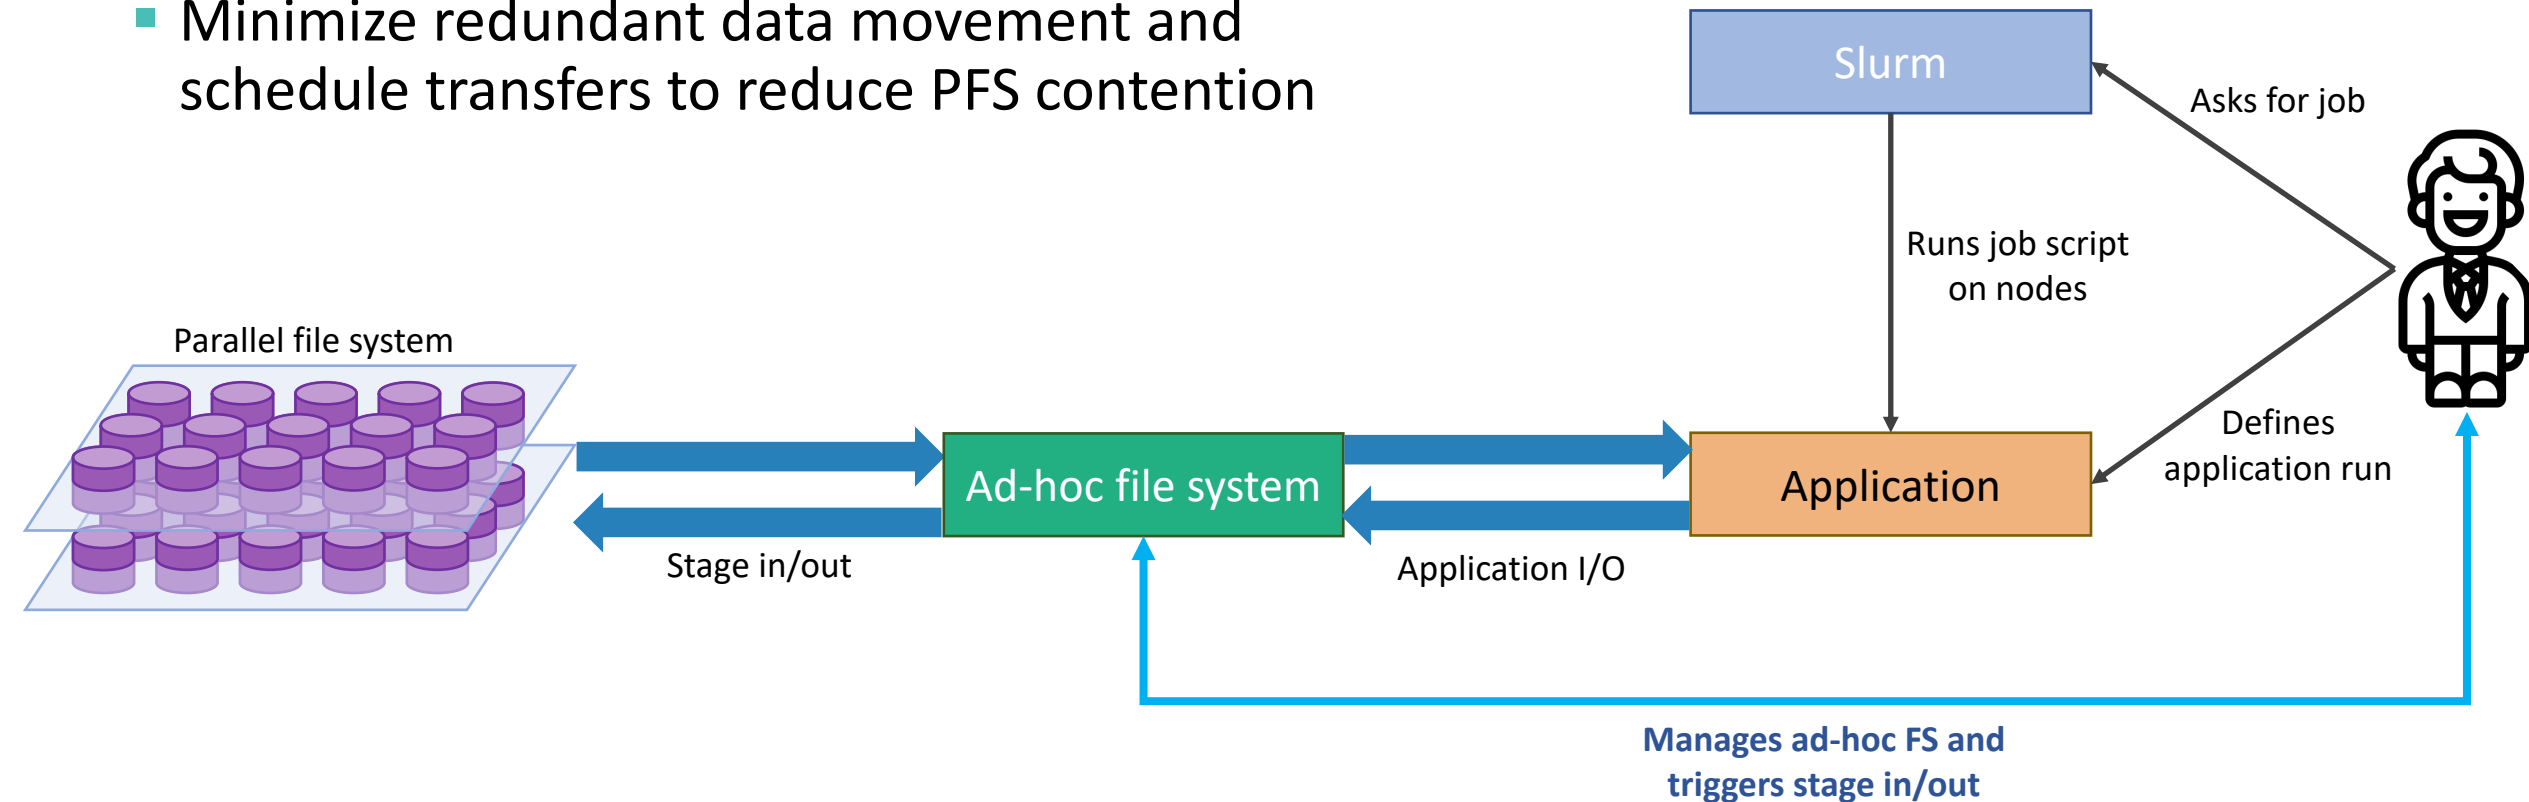 Minimize redundant data movement and
schedule transfers to reduce PFS contention
Slurm
Asks for job
Runs job script
on nodes
Parallel file system
Defines
application run
Ad-hoc file system
Application
Stage in/out
Application I/O
Manages ad-hoc FS and
triggers stage in/out